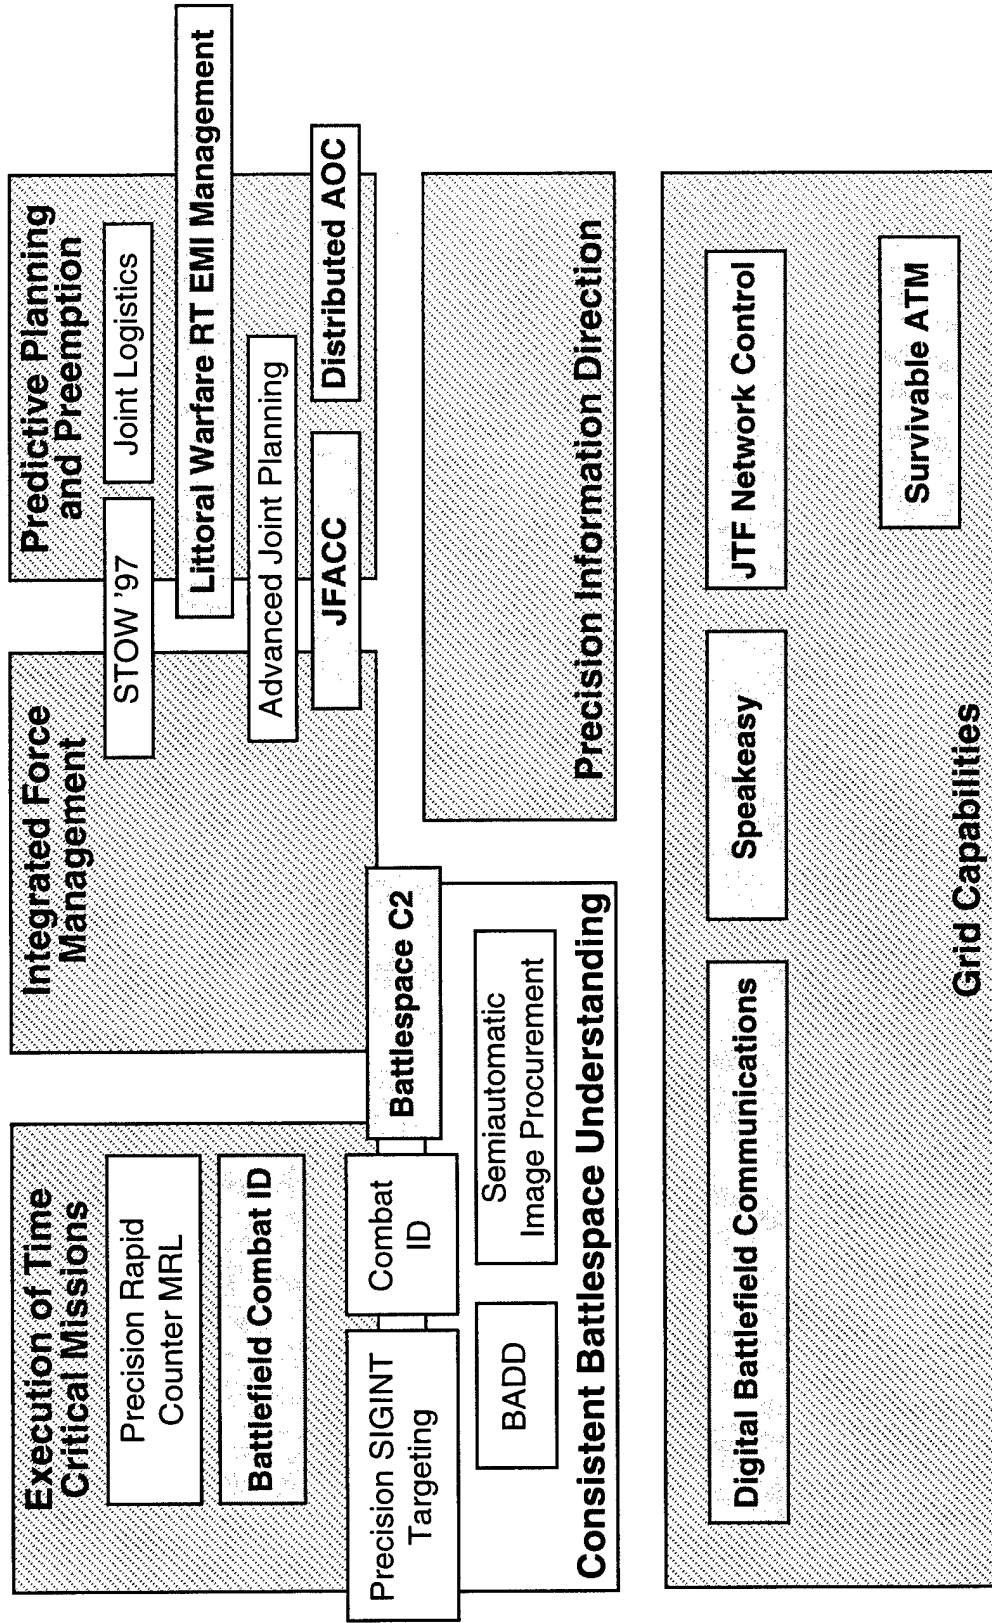 Execution of Time
Critical Missions
Precision Rapid
Counter MRL
Battlefield Combat ID
Precision SIGINT
Targeting
Combat
ID
Battlespace C2
Integrated Force
Management
Predictive Planning
and Preemption
STOW '97
Joint Logistics
Littoral Warfare RT EMI Management
Advanced Joint Planning
JFACC
Distributed AOC
BADD
Semiautomatic
Image Procurement
Consistent Battlespace Understanding
Precision Information Direction
Digital Battlefield Communications
Speakeasy
JTF Network Control
Survivable ATM
Grid Capabilities